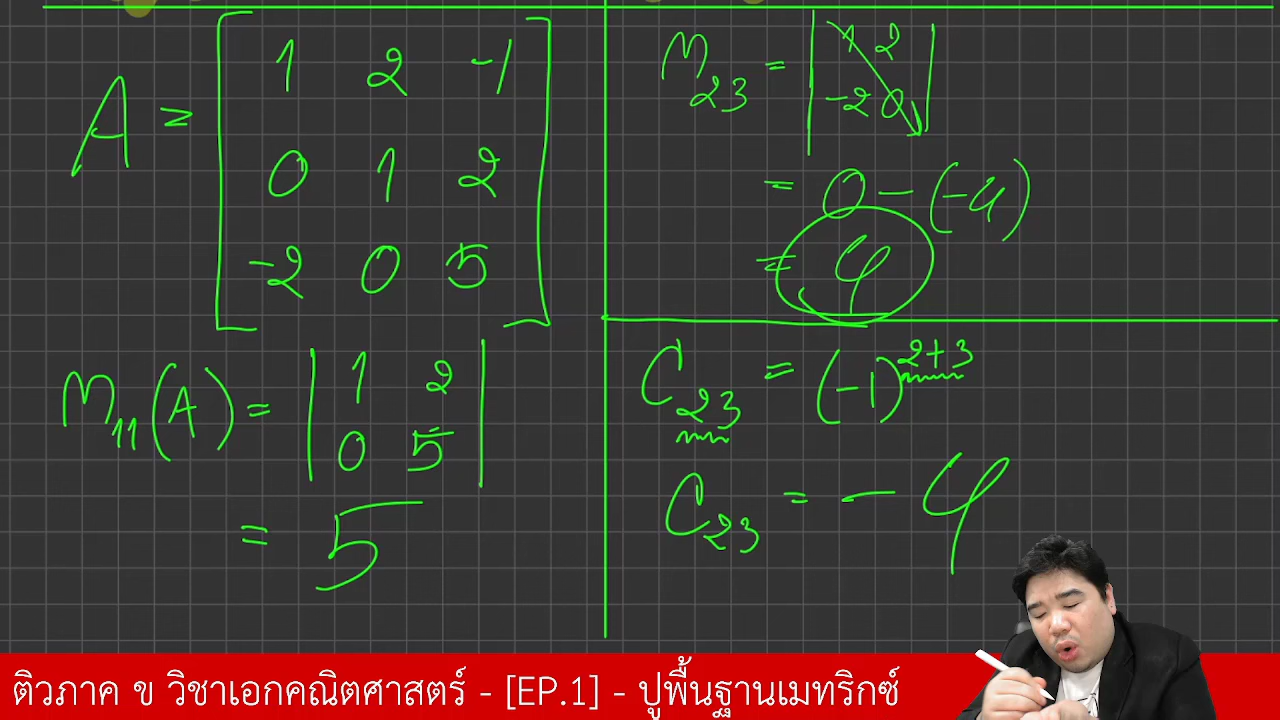 A = [ 1 2 -1
0 1 2
-2 0 5 ]
M₁₁(A) = | 1 2
0 5 |
= 5
M₂₃ = | 1 2
-2 0 |
= 0 - (-4)
= 4
C₂₃ = (-1)²⁺³
C₂₃ = - 4
ติวภาค ข วิชาเอกคณิตศาสตร์ - [EP.1] - ปูพื้นฐานเมทริกซ์